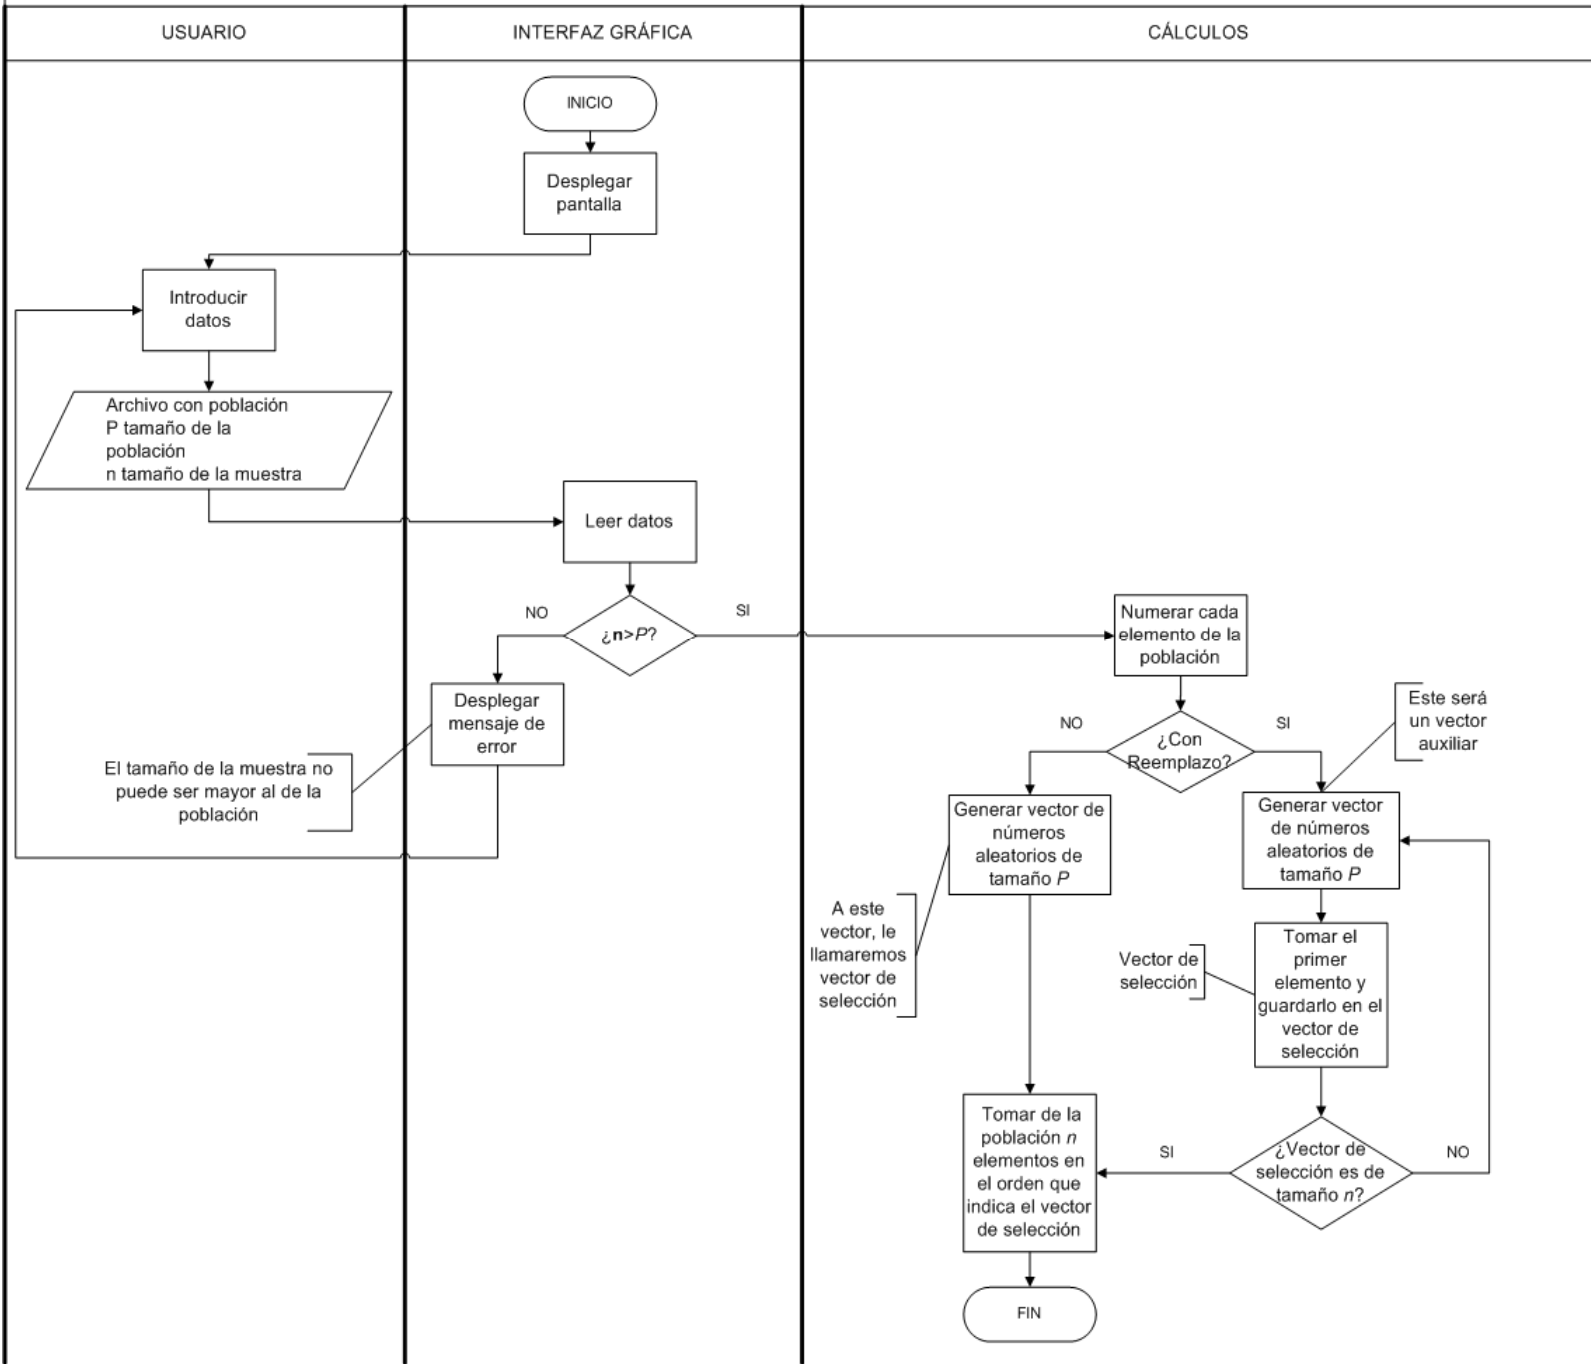 USUARIO
INTERFAZ GRÁFICA
CÁLCULOS
INICIO
Desplegar
pantalla
Introducir
datos
Archivo con población
P tamaño de la
población
n tamaño de la muestra
Leer datos
¿n>P?
NO
SI
Desplegar
mensaje de
error
El tamaño de la muestra no
puede ser mayor al de la
población
Numerar cada
elemento de la
población
¿Con
Reemplazo?
NO
SI
Este será
un vector
auxiliar
Generar vector de
números
aleatorios de
tamaño P
A este
vector, le
llamaremos
vector de
selección
Generar vector
de números
aleatorios de
tamaño P
Tomar el
primer
elemento y
guardarlo en el
vector de
selección
Vector de
selección
¿Vector de
selección es de
tamaño n?
SI
NO
Tomar de la
población n
elementos en
el orden que
indica el vector
de selección
FIN